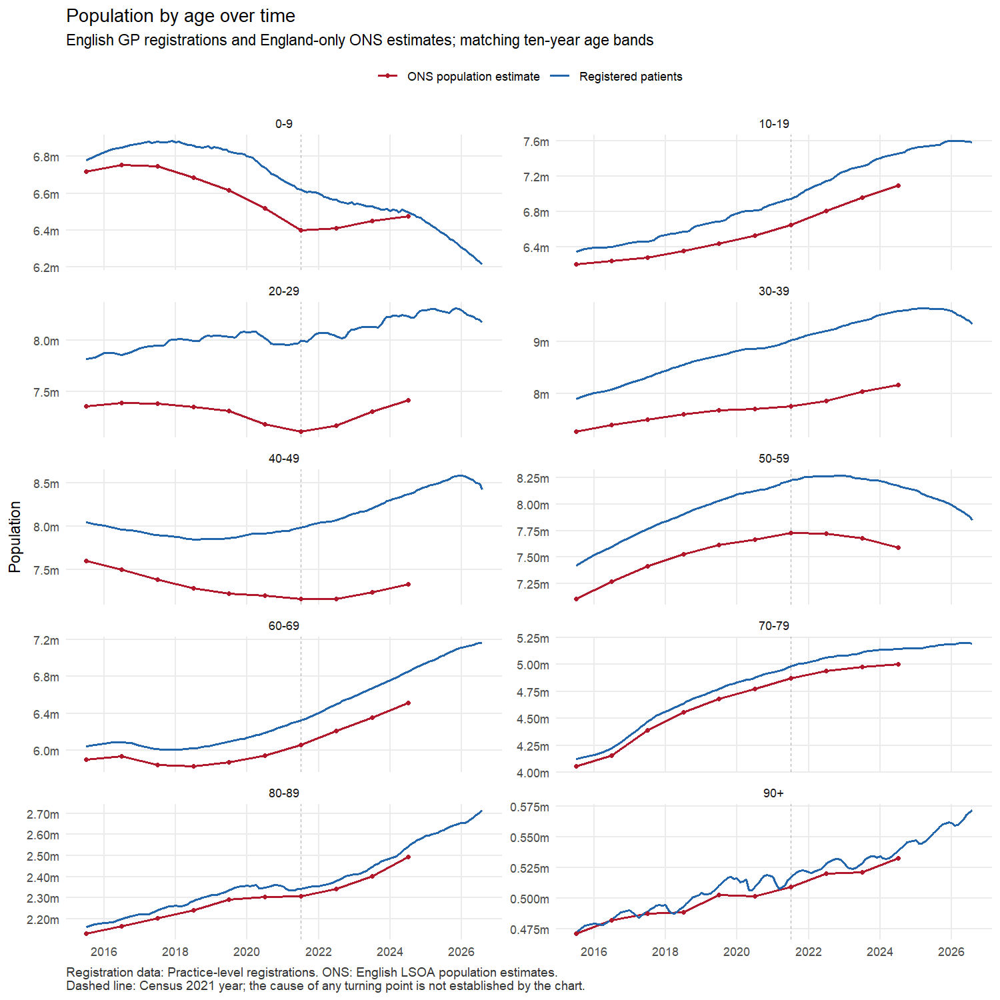 Population by age over time
English GP registrations and England-only ONS estimates; matching ten-year age bands
ONS population estimate
Registered patients
0-9
6.8m
6.6m
6.4m
6.2m
10-19
7.6m
7.2m
6.8m
6.4m
20-29
8.0m
7.5m
30-39
9m
8m
Population
40-49
8.5m
8.0m
7.5m
50-59
8.25m
8.00m
7.75m
7.50m
7.25m
60-69
7.2m
6.8m
6.4m
6.0m
70-79
5.25m
5.00m
4.75m
4.50m
4.25m
4.00m
80-89
2.70m
2.60m
2.50m
2.40m
2.30m
2.20m
2016 2018 2020 2022 2024 2026
90+
0.575m
0.550m
0.525m
0.500m
0.475m
2016 2018 2020 2022 2024 2026
Registration data: Practice-level registrations. ONS: English LSOA population estimates.
Dashed line: Census 2021 year; the cause of any turning point is not established by the chart.